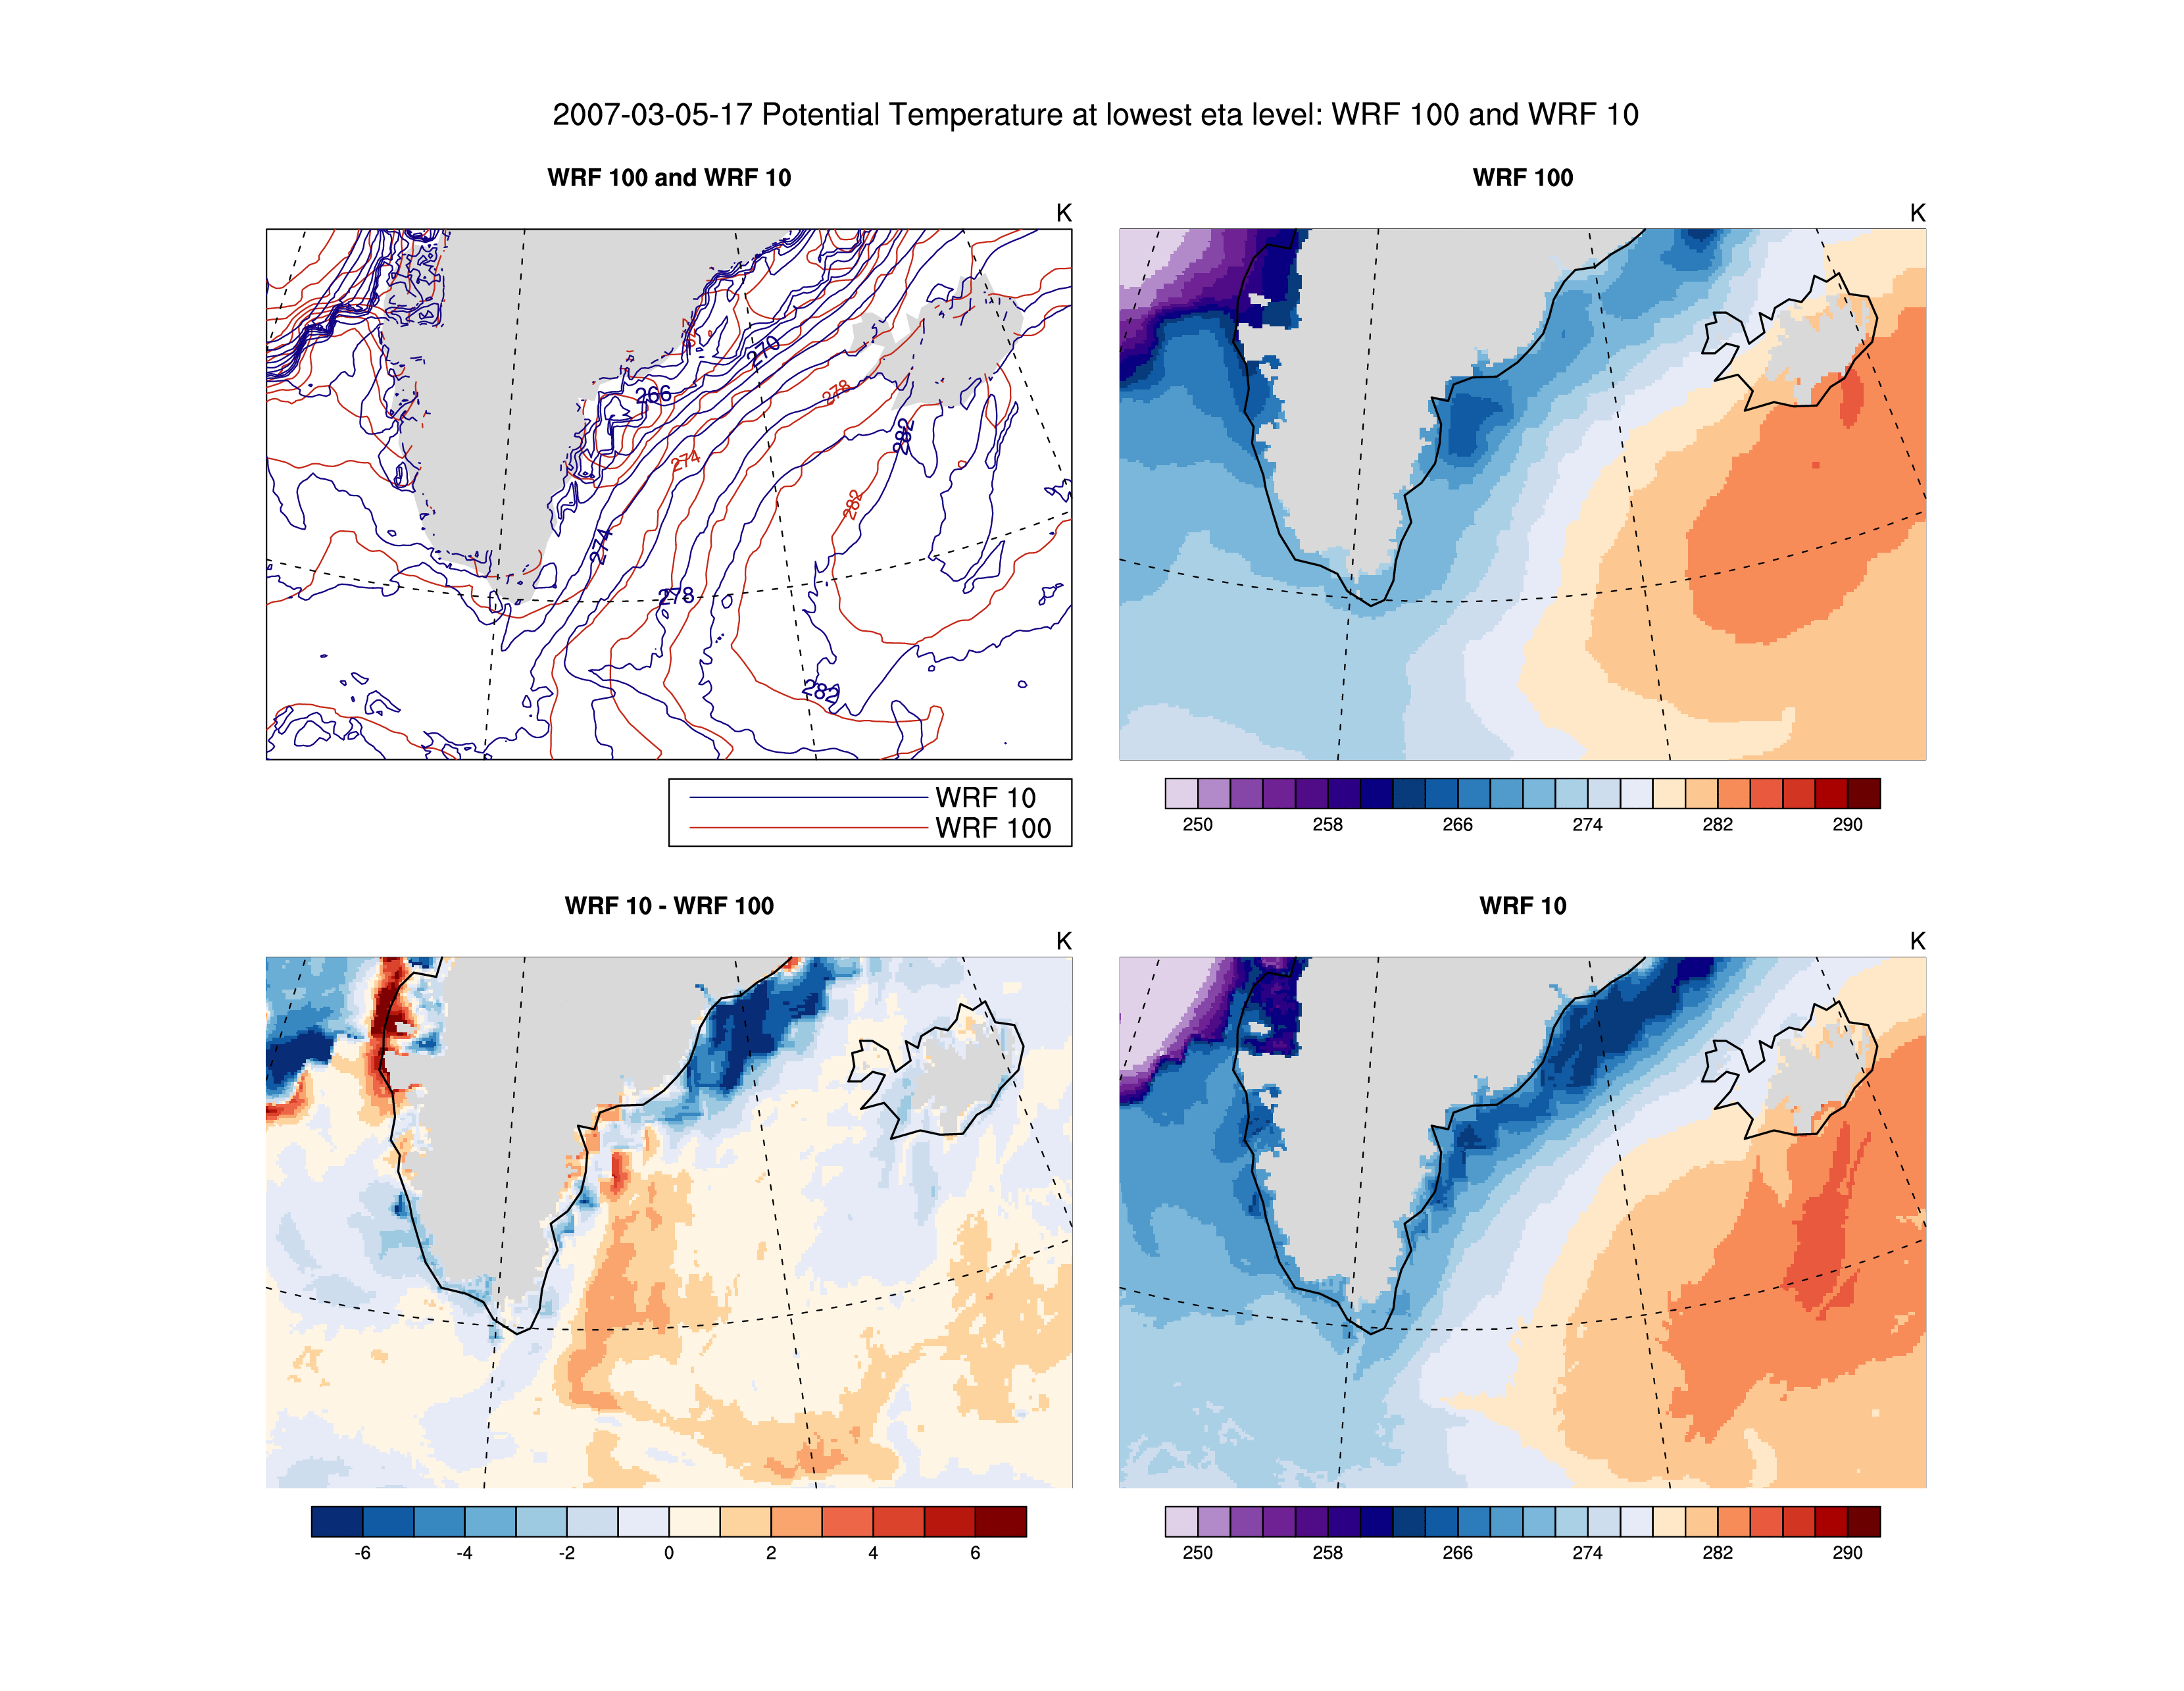 2007-03-05-17 Potential Temperature at lowest eta level: WRF 100 and WRF 10
WRF 100 and WRF 10
K
270
266
278
274
282
282
274
278
282
WRF 10
WRF 100
WRF 100
K
250 258 266 274 282 290
WRF 10 - WRF 100
K
-6 -4 -2 0 2 4 6
WRF 10
K
250 258 266 274 282 290